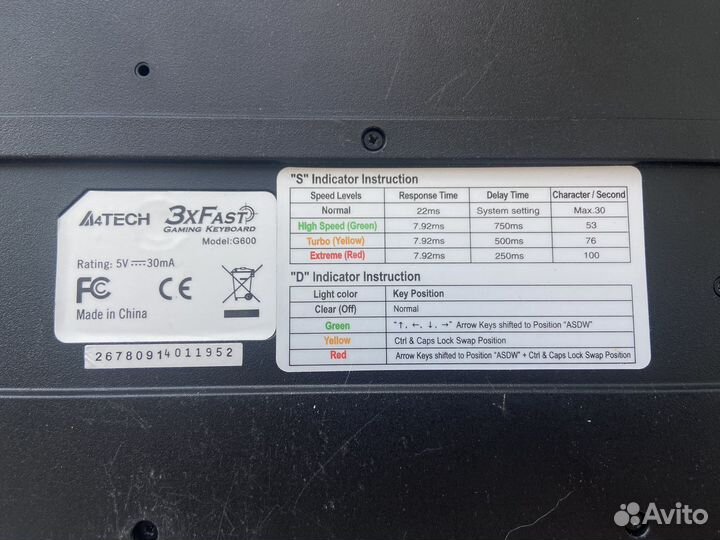 A4TECH 3xFast
GAMING KEYBOARD
Model:G600
Rating: 5V⎓30mA
FC CE
Made in China
26780914011952
"S" Indicator Instruction
Speed Levels Response Time Delay Time Character / Second
Normal 22ms System setting Max.30
High Speed (Green) 7.92ms 750ms 53
Turbo (Yellow) 7.92ms 500ms 76
Extreme (Red) 7.92ms 250ms 100
"D" Indicator Instruction
Light color Key Position
Clear (Off) Normal
Green "↑, ←, ↓, →" Arrow Keys shifted to Position "ASDW"
Yellow Ctrl & Caps Lock Swap Position
Red Arrow Keys shifted to Position "ASDW" + Ctrl & Caps Lock Swap Position
Avito